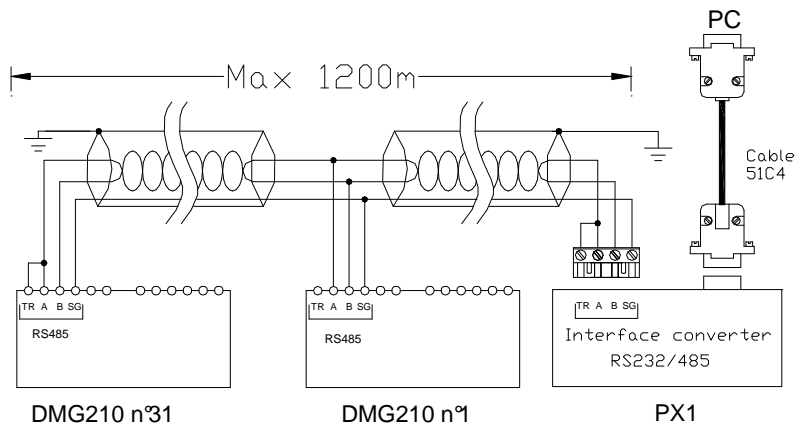 PC
Max 1200m
Cable
51C4
TR A B SG
RS485
TR A B SG
RS485
TR A B SG
Interface converter
RS232/485
DMG210 n°31
DMG210 n°1
PX1